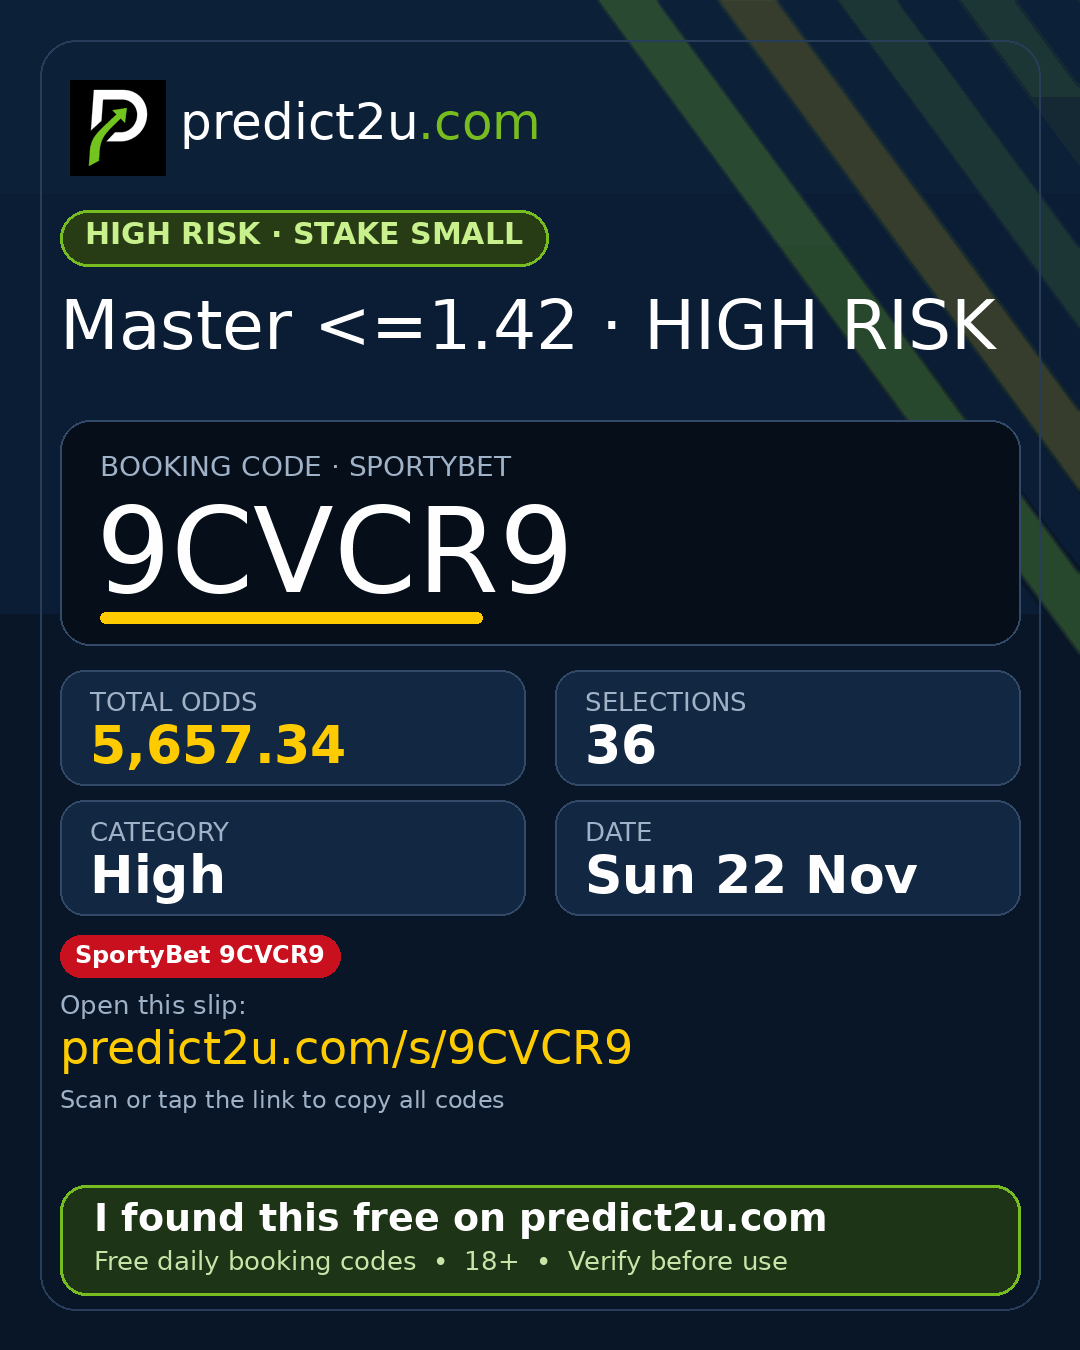 predict2u.com
HIGH RISK · STAKE SMALL
Master <=1.42 · HIGH RISK
BOOKING CODE · SPORTYBET
9CVCR9
TOTAL ODDS
5,657.34
SELECTIONS
36
CATEGORY
High
DATE
Sun 22 Nov
SportyBet 9CVCR9
Open this slip:
predict2u.com/s/9CVCR9
Scan or tap the link to copy all codes
I found this free on predict2u.com
Free daily booking codes • 18+ • Verify before use